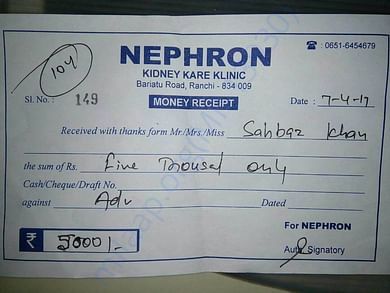 104
NEPHRON
☎ : 0651-6454679
KIDNEY KARE CLINIC
Bariatu Road, Ranchi - 834 009
Sl. No. : 149 MONEY RECEIPT Date : 7-4-17
Received with thanks form Mr./Mrs./Miss Sahbaz Khan
the sum of Rs. Five Thousal only
Cash/Cheque/Draft No.
against Adv Dated
For NEPHRON
₹ 5000/-
Auth. Signatory